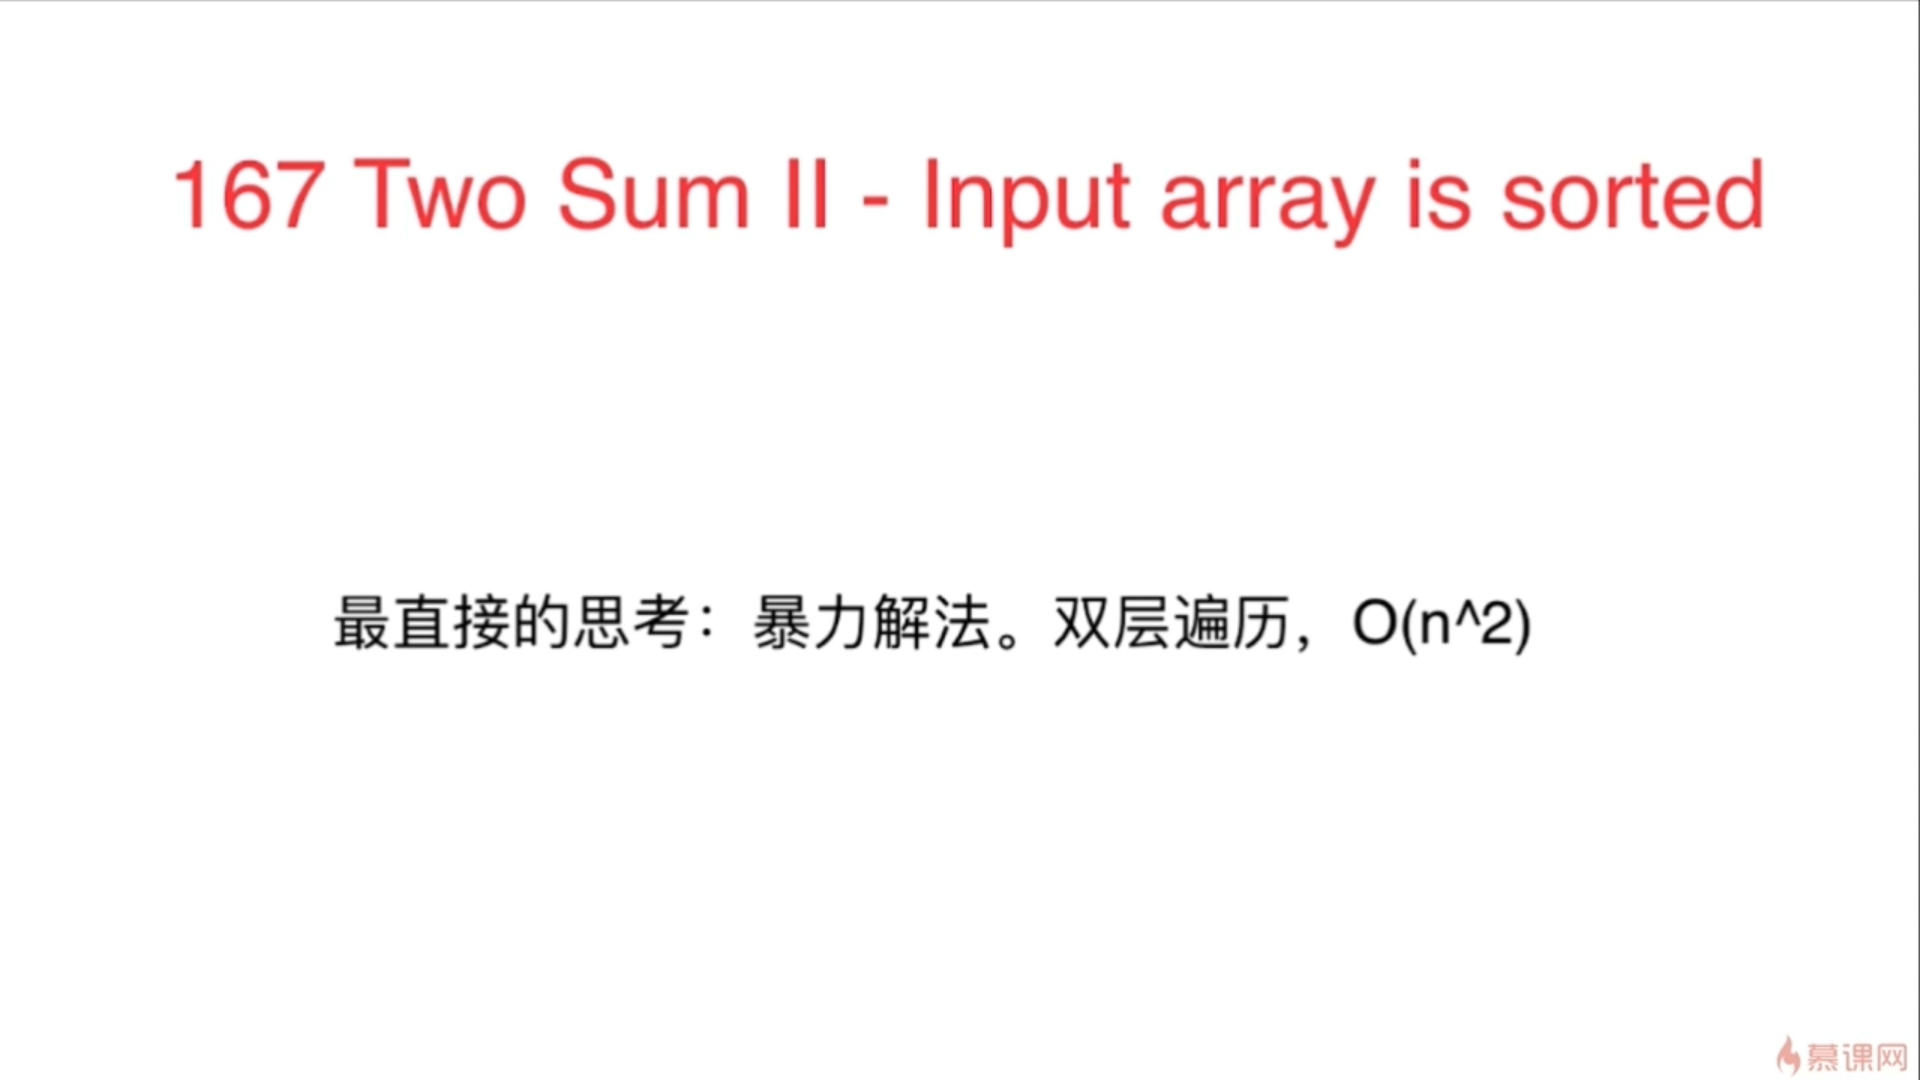 167 Two Sum II - Input array is sorted
最直接的思考：暴力解法。双层遍历，O(n^2)
慕课网